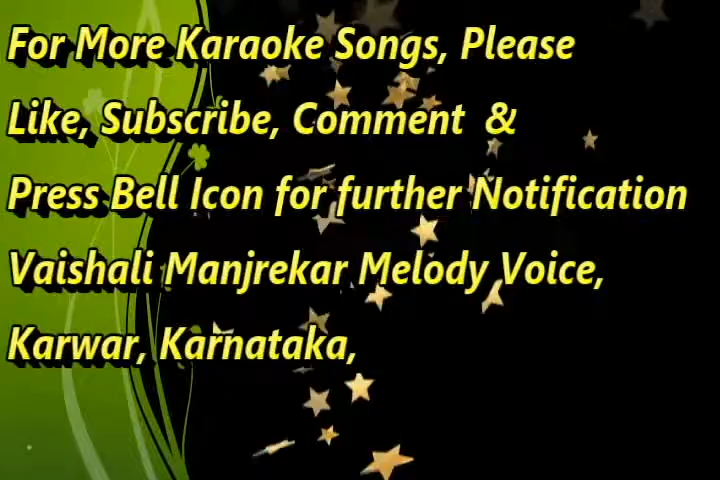 For More Karaoke Songs, Please
Like, Subscribe, Comment &
Press Bell Icon for further Notification
Vaishali Manjrekar Melody Voice,
Karwar, Karnataka,